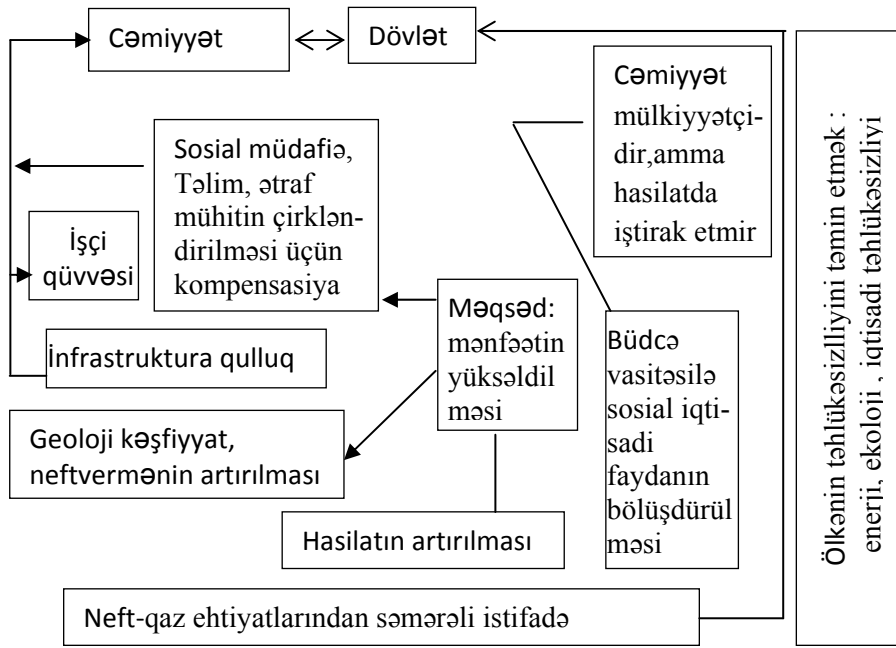 Cəmiyyət
Dövlət
Cəmiyyət
mülkiyyətçi-
dir,amma
hasilatda
iştirak etmir
Sosial müdafiə,
Təlim, ətraf
mühitin çirklən-
dirilməsi üçün
kompensasiya
İşçi
qüvvəsi
İnfrastruktura qulluq
Məqsəd:
mənfəətin
yüksəldil
məsi
Büdcə
vasitəsilə
sosial iqti-
sadi
faydanın
bölüşdürül
məsi
Geoloji kəşfiyyat,
neftvermənin artırılması
Hasilatın artırılması
Neft-qaz ehtiyatlarından səmərəli istifadə
Ölkənin təhlükəsizlliyini təmin etmək :
enerji, ekoloji , iqtisadi təhlükəsizliyi